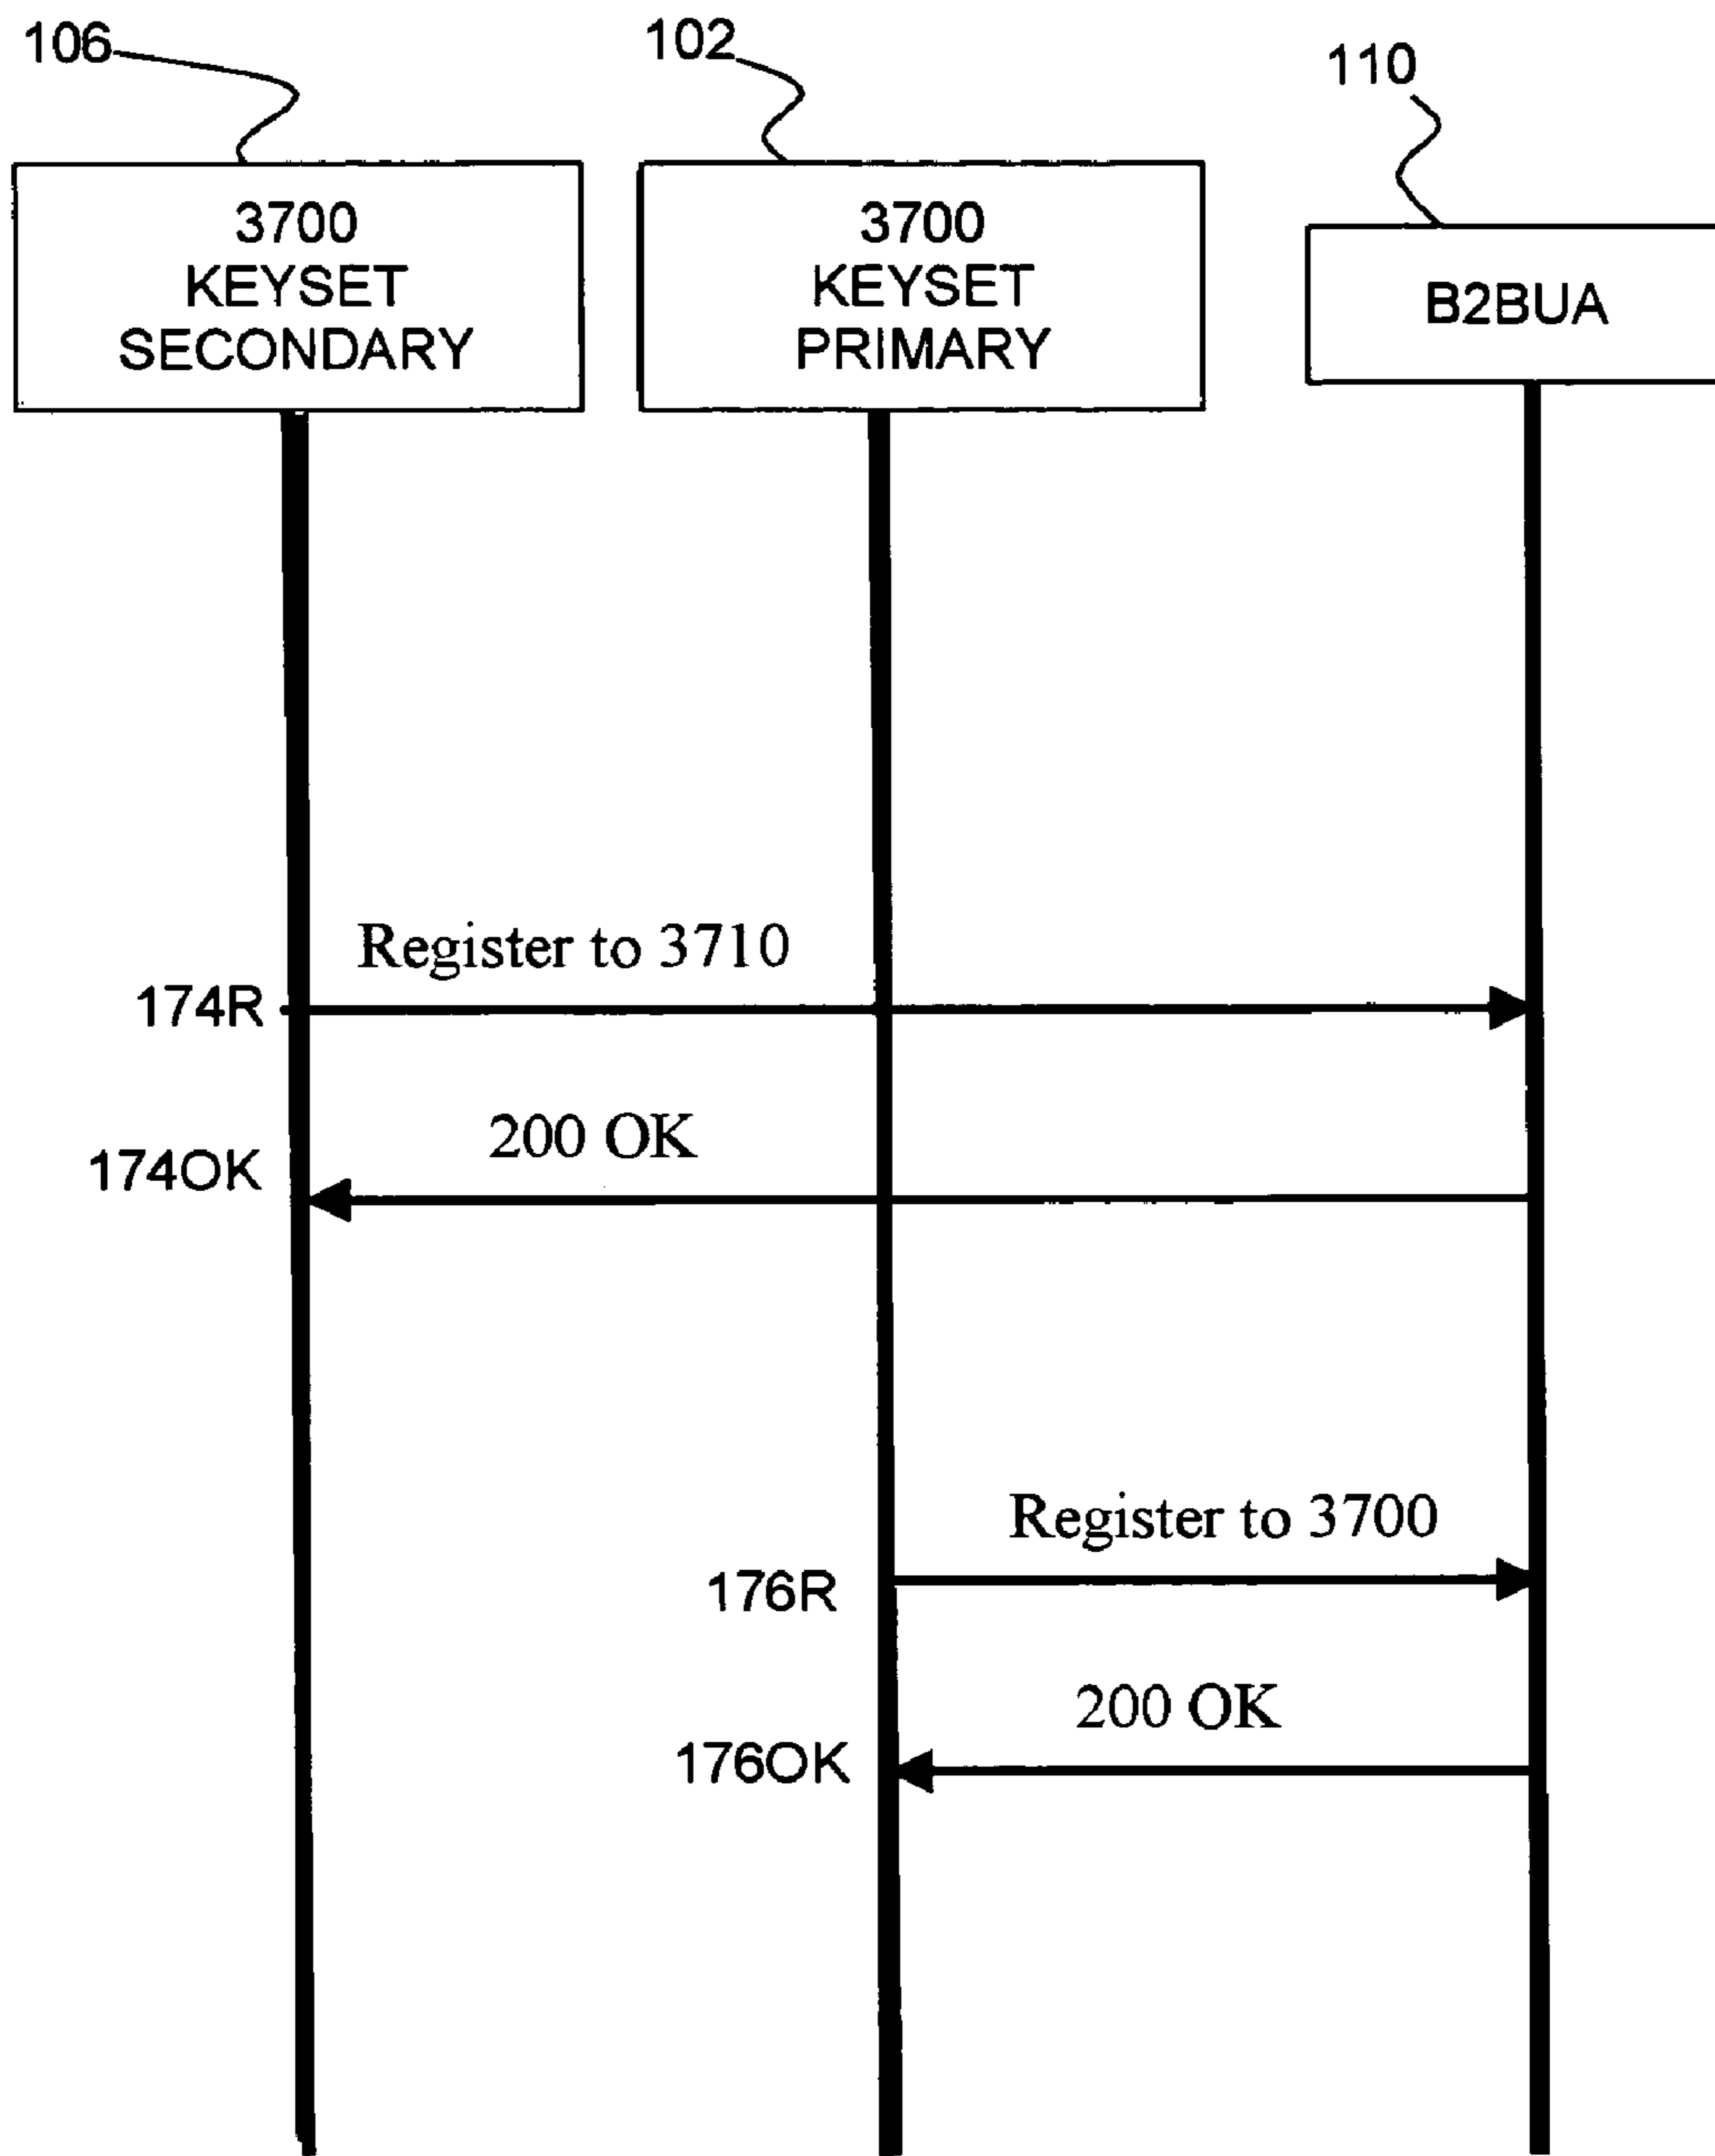 106
102
110
3700
KEYSET
SECONDARY
3700
KEYSET
PRIMARY
B2BUA
Register to 3710
174R
200 OK
174OK
Register to 3700
176R
200 OK
176OK